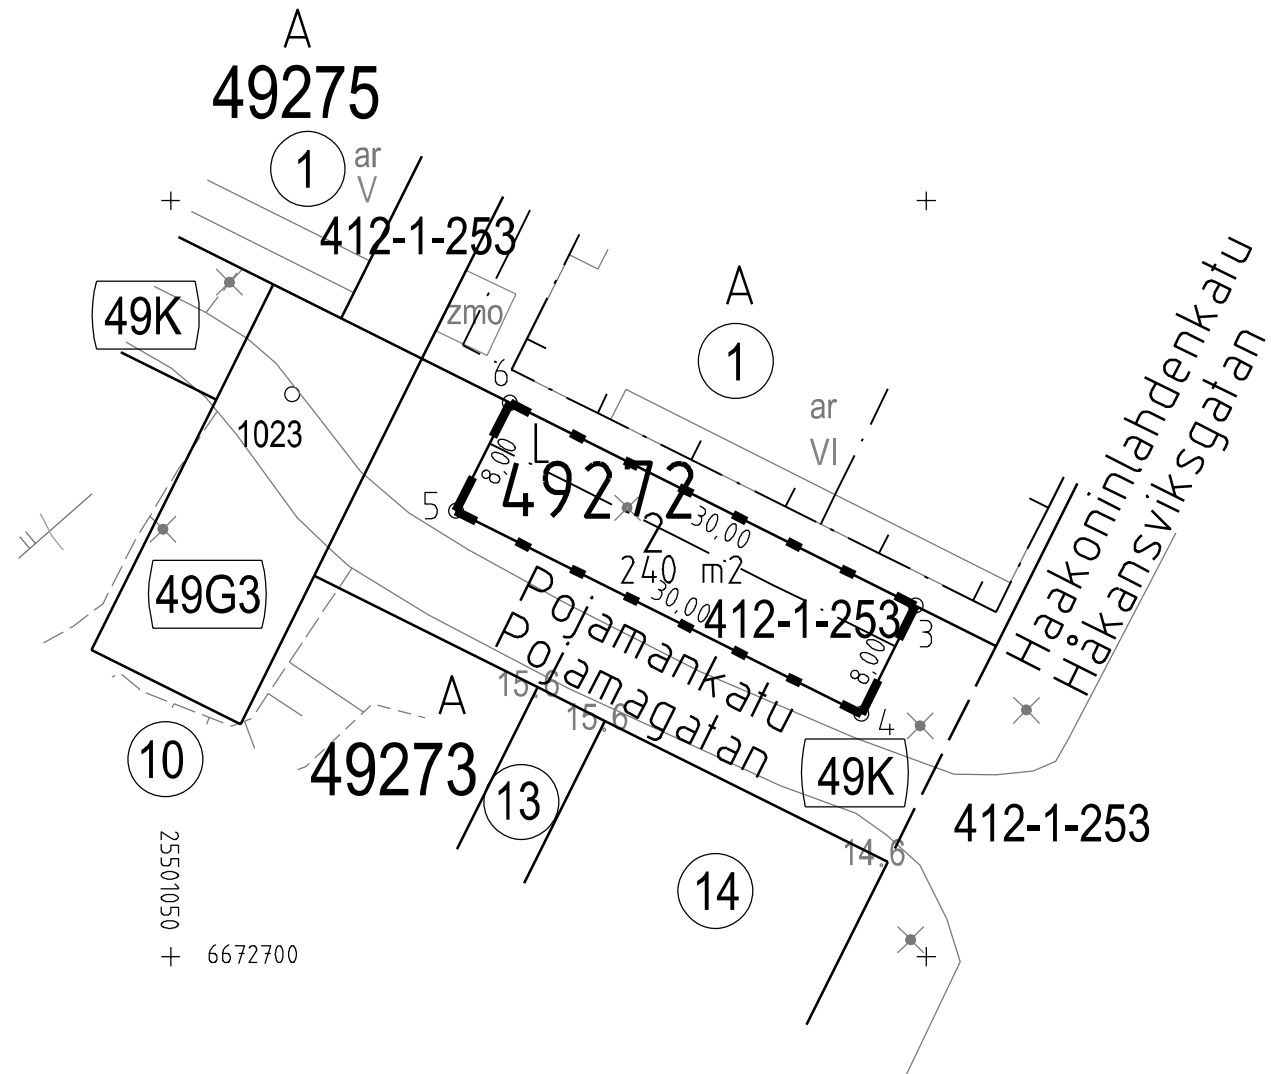 A
49275
1
ar
V
412-1-253
49K
zmo
A
1
6
ar
VI
1023
8,00
L
49272
5
30,00
2
240 m2
30,00
412-1-253
3
8,00
4
Haakoninlahdenkatu
Håkansviksgatan
49G3
Pojamankatu
Pojamagatan
15.6
15.6
A
10
49273
13
49K
412-1-253
14.6
14
25501050
6672700